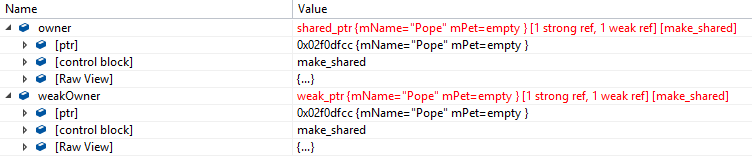 Name Value
owner shared_ptr {mName="Pope" mPet=empty } [1 strong ref, 1 weak ref] [make_shared]
[ptr] 0x02f0dfcc {mName="Pope" mPet=empty }
[control block] make_shared
[Raw View] {...}
weakOwner weak_ptr {mName="Pope" mPet=empty } [1 strong ref, 1 weak ref] [make_shared]
[ptr] 0x02f0dfcc {mName="Pope" mPet=empty }
[control block] make_shared
[Raw View] {...}